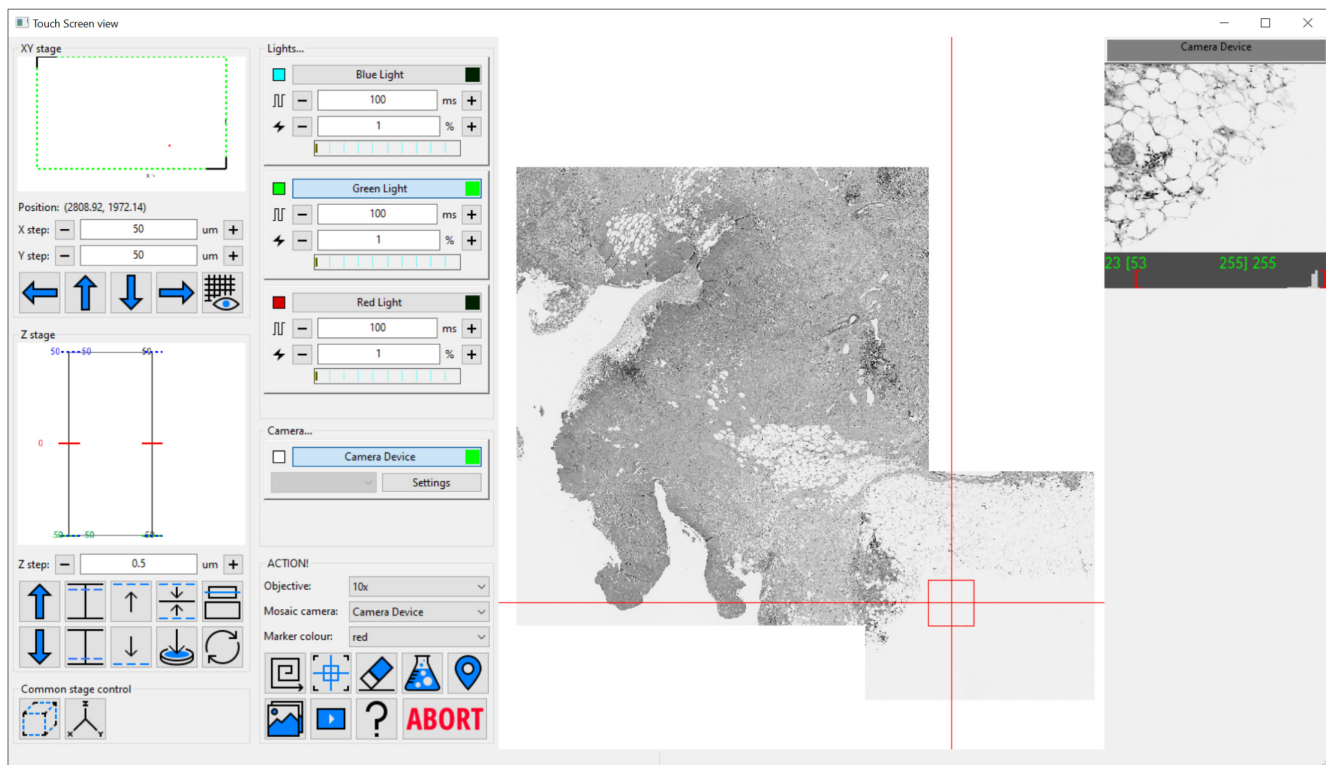 Touch Screen view
XY stage
X Y
Position: (2808.92, 1972.14)
X step: 50 um
Y step: 50 um
Z stage
50 50 50
0
50 50 50
Z step: 0.5 um
Common stage control
Z
X Y
Lights...
Blue Light
100 ms
1 %
Green Light
100 ms
1 %
Red Light
100 ms
1 %
Camera...
Camera Device
Settings
ACTION!
Objective: 10x
Mosaic camera: Camera Device
Marker colour: red
?
ABORT
Camera Device
23 [53 255] 255